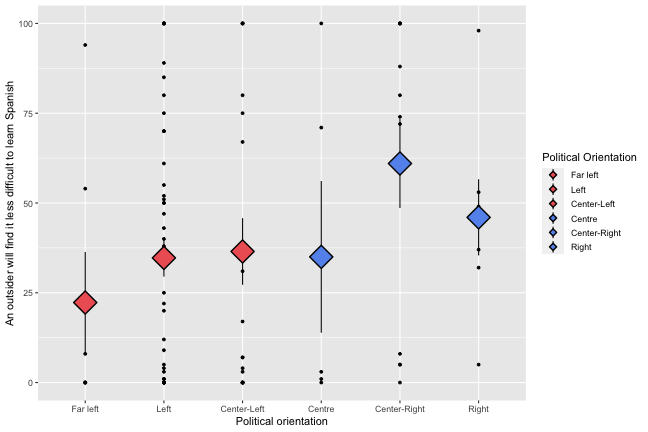 An outsider will find it less difficult to learn Spanish
100
75
50
25
0
Far left
Left
Center-Left
Centre
Center-Right
Right
Political orientation
Political Orientation
Far left
Left
Center-Left
Centre
Center-Right
Right